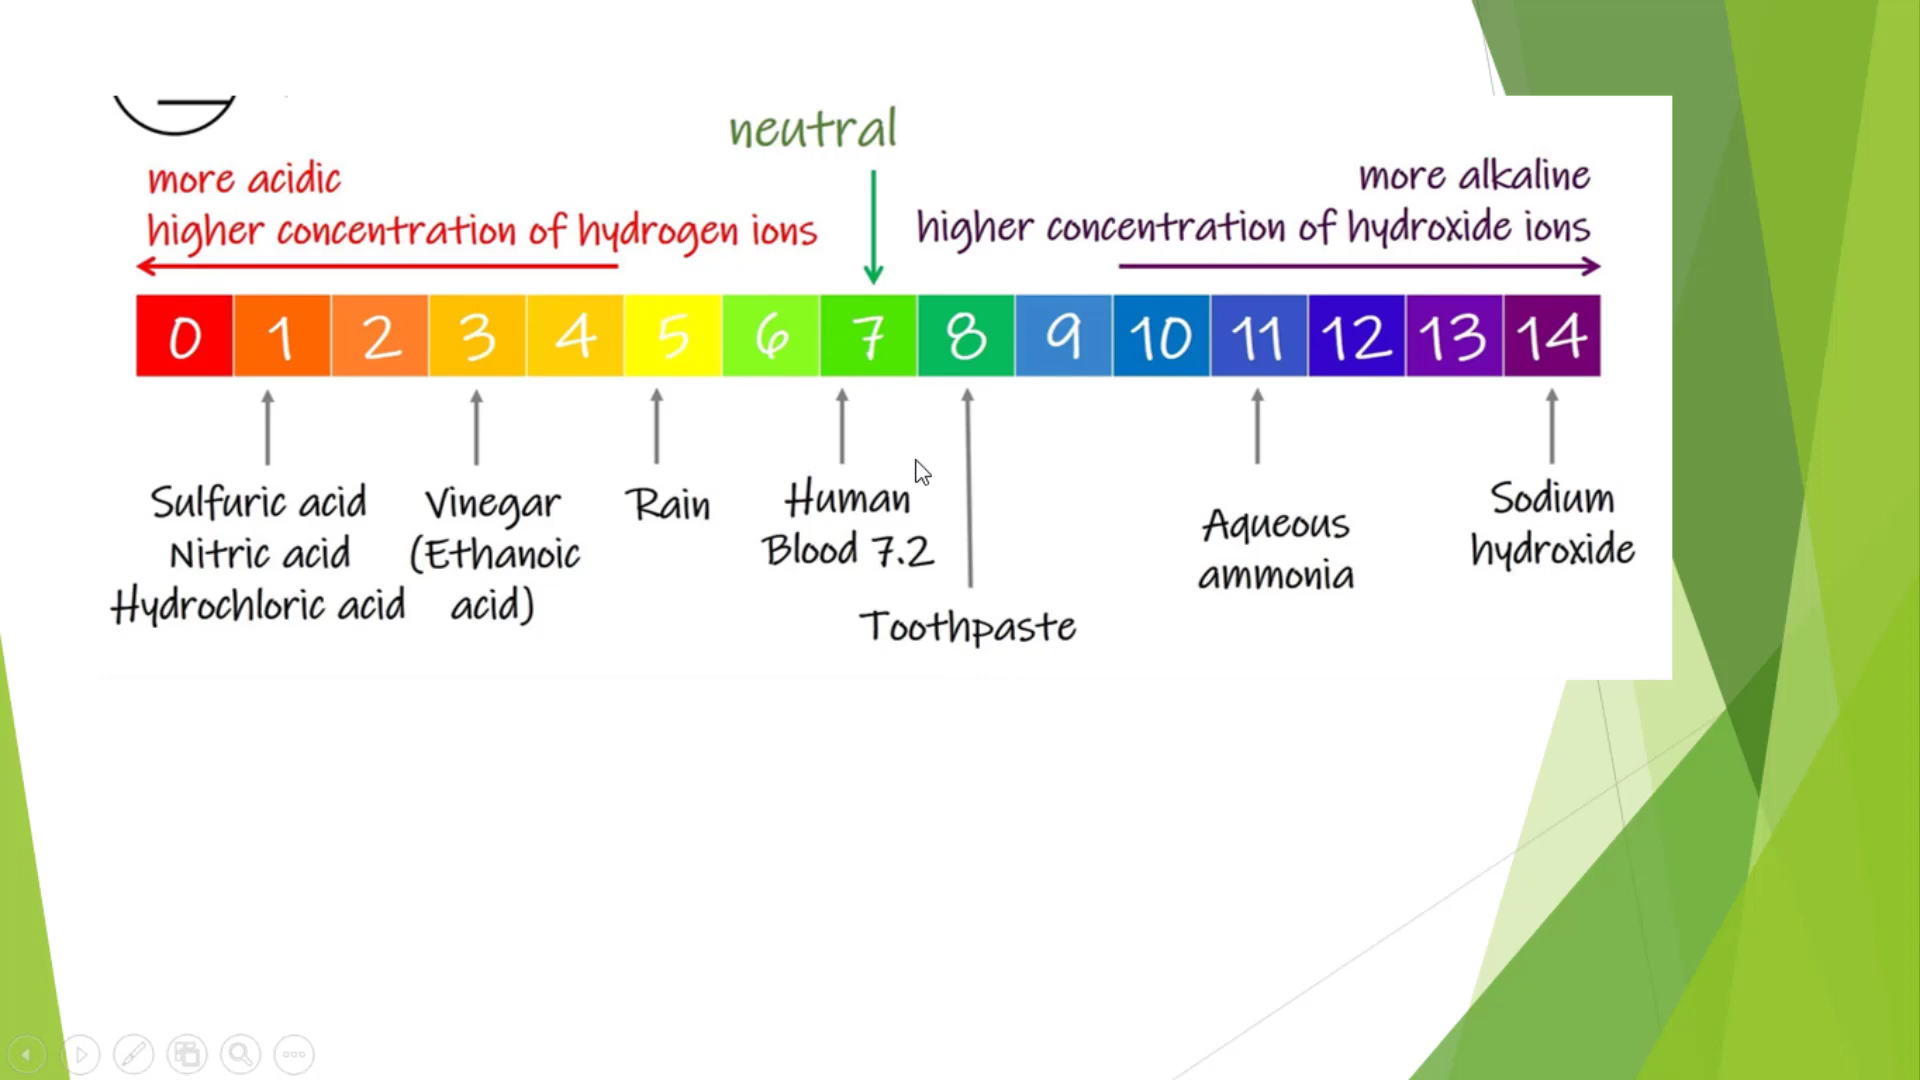 neutral
more acidic
higher concentration of hydrogen ions
more alkaline
higher concentration of hydroxide ions
0 1 2 3 4 5 6 7 8 9 10 11 12 13 14
Sulfuric acid
Nitric acid
Hydrochloric acid
Vinegar
(Ethanoic
acid)
Rain
Human
Blood 7.2
Toothpaste
Aqueous
ammonia
Sodium
hydroxide